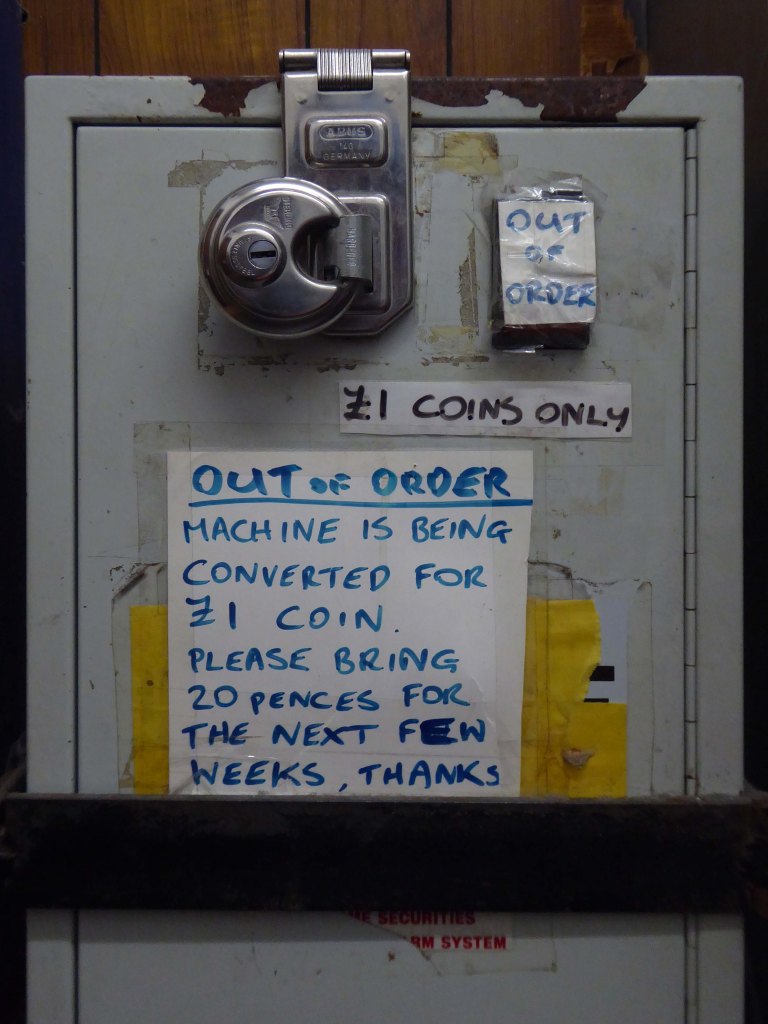 ABUS
140
GERMANY
OUT
OF
ORDER
£1 COINS ONLY
OUT OF ORDER
MACHINE IS BEING
CONVERTED FOR
£1 COIN.
PLEASE BRING
20 PENCES FOR
THE NEXT FEW
WEEKS, THANKS
SECURITIES
SYSTEM